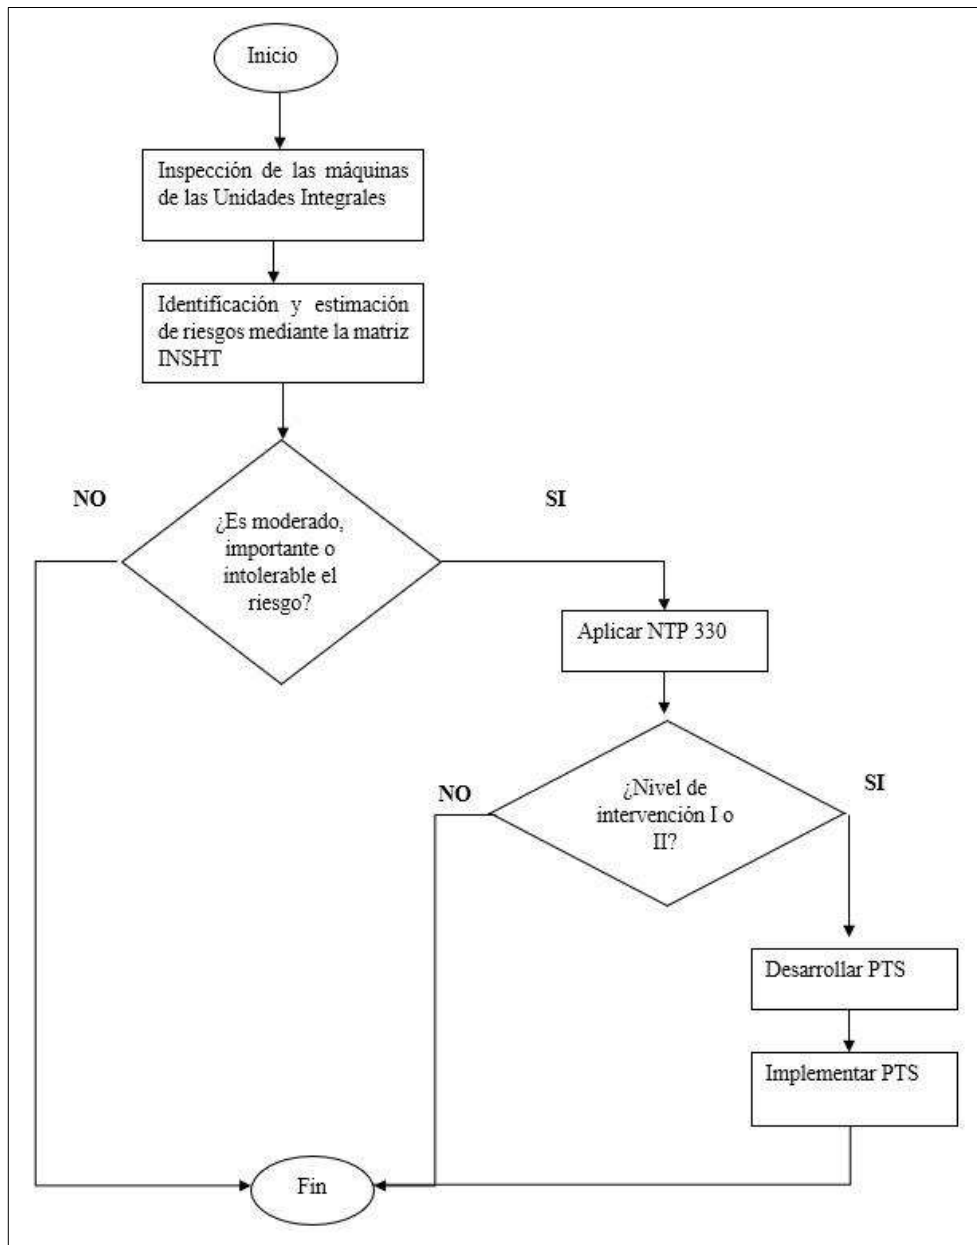 Inicio
Inspección de las máquinas
de las Unidades Integrales
Identificación y estimación
de riesgos mediante la matriz
INSHT
NO
SI
¿Es moderado,
importante o
intolerable el
riesgo?
Aplicar NTP 330
NO
SI
¿Nivel de
intervención I o
II?
Desarrollar PTS
Implementar PTS
Fin